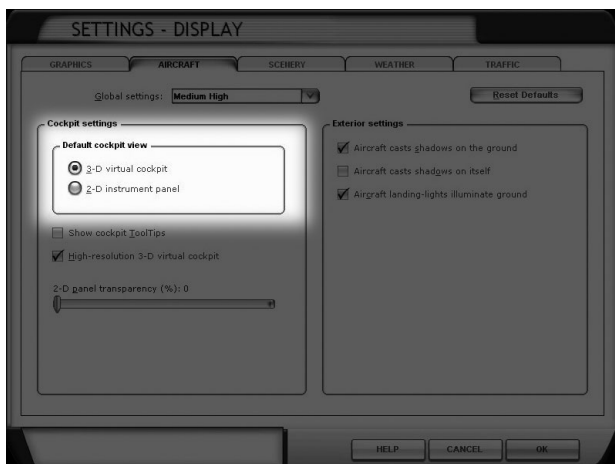 SETTINGS - DISPLAY
GRAPHICS AIRCRAFT SCENERY WEATHER TRAFFIC
Global settings: Medium High Reset Defaults
Cockpit settings
Default cockpit view
3-D virtual cockpit
2-D instrument panel
Show cockpit ToolTips
High-resolution 3-D virtual cockpit
2-D panel transparency (%): 0
Exterior settings
Aircraft casts shadows on the ground
Aircraft casts shadows on itself
Aircraft landing-lights illuminate ground
HELP CANCEL OK